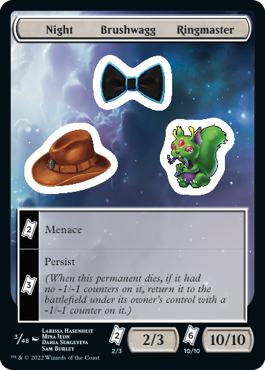 Night Brushwagg Ringmaster
2 Menace
3 Persist
(When this permanent dies, if it had
no -1/-1 counters on it, return it to the
battlefield under its owner's control with a
-1/-1 counter on it.)
3/48 Larissa Hasenheit
Mina Jeon
Daria Sergeyeva
Sam Burley
™ & © 2022 Wizards of the Coast
2
2/3
2/3
6
10/10
10/10